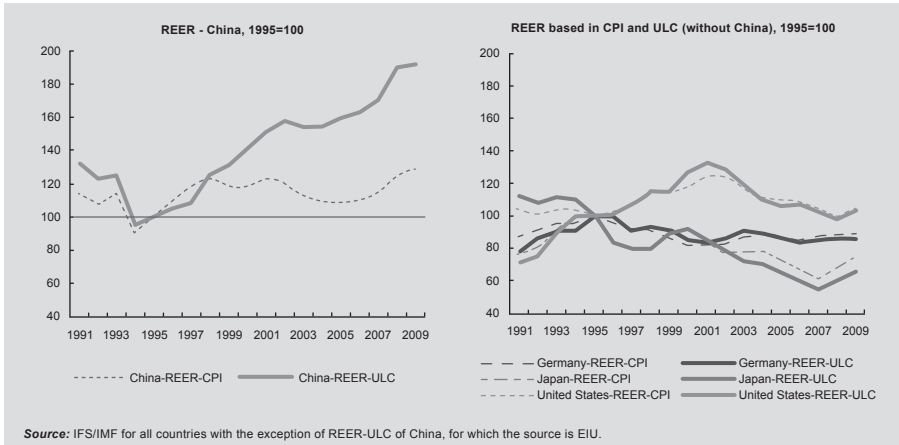 REER - China, 1995=100
200
180
160
140
120
100
80
60
40
1991 1993 1995 1997 1999 2001 2003 2005 2007 2009
China-REER-CPI China-REER-ULC
REER based in CPI and ULC (without China), 1995=100
200
180
160
140
120
100
80
60
40
1991 1993 1995 1997 1999 2001 2003 2005 2007 2009
Germany-REER-CPI Germany-REER-ULC
Japan-REER-CPI Japan-REER-ULC
United States-REER-CPI United States-REER-ULC
Source: IFS/IMF for all countries with the exception of REER-ULC of China, for which the source is EIU.